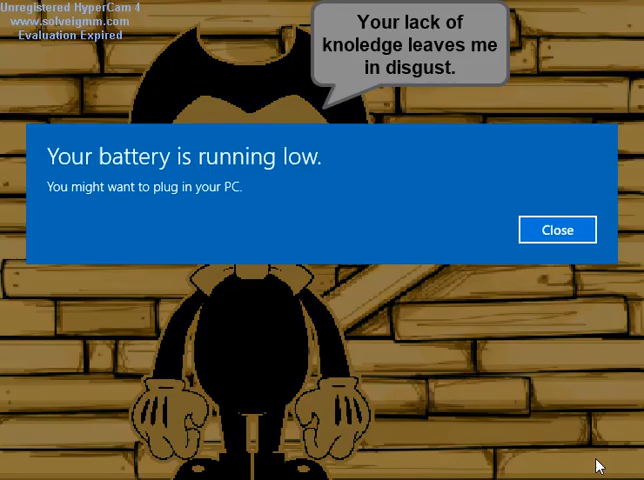 Unregistered HyperCam 4
www.solveigmm.com
Evaluation Expired
Your lack of
knoledge leaves me
in disgust.
Your battery is running low.
You might want to plug in your PC.
Close